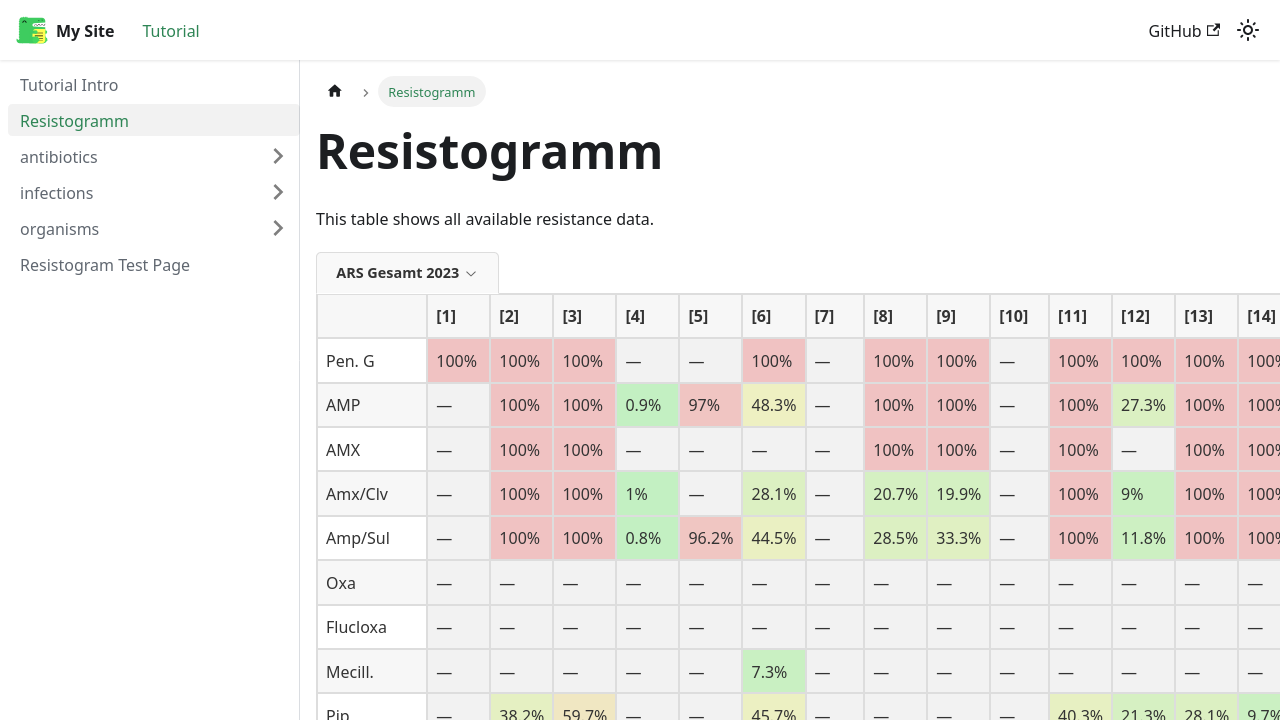 My Site Tutorial GitHub
Tutorial Intro
Resistogramm
antibiotics
infections
organisms
Resistogram Test Page
Resistogramm
Resistogramm
This table shows all available resistance data.
ARS Gesamt 2023
[1] [2] [3] [4] [5] [6] [7] [8] [9] [10] [11] [12] [13] [14]
Pen. G 100% 100% 100% — — 100% — 100% 100% — 100% 100% 100% 100%
AMP — 100% 100% 0.9% 97% 48.3% — 100% 100% — 100% 27.3% 100% 100%
AMX — 100% 100% — — — — 100% 100% — 100% — 100% 100%
Amx/Clv — 100% 100% 1% — 28.1% — 20.7% 19.9% — 100% 9% 100% 100%
Amp/Sul — 100% 100% 0.8% 96.2% 44.5% — 28.5% 33.3% — 100% 11.8% 100% 100%
Oxa — — — — — — — — — — — — — —
Flucloxa — — — — — — — — — — — — — —
Mecill. — — — — — 7.3% — — — — — — — —
Pip — 38.2% 59.7% — — 45.7% — — — — 40.3% 21.3% 28.1% 9.7%